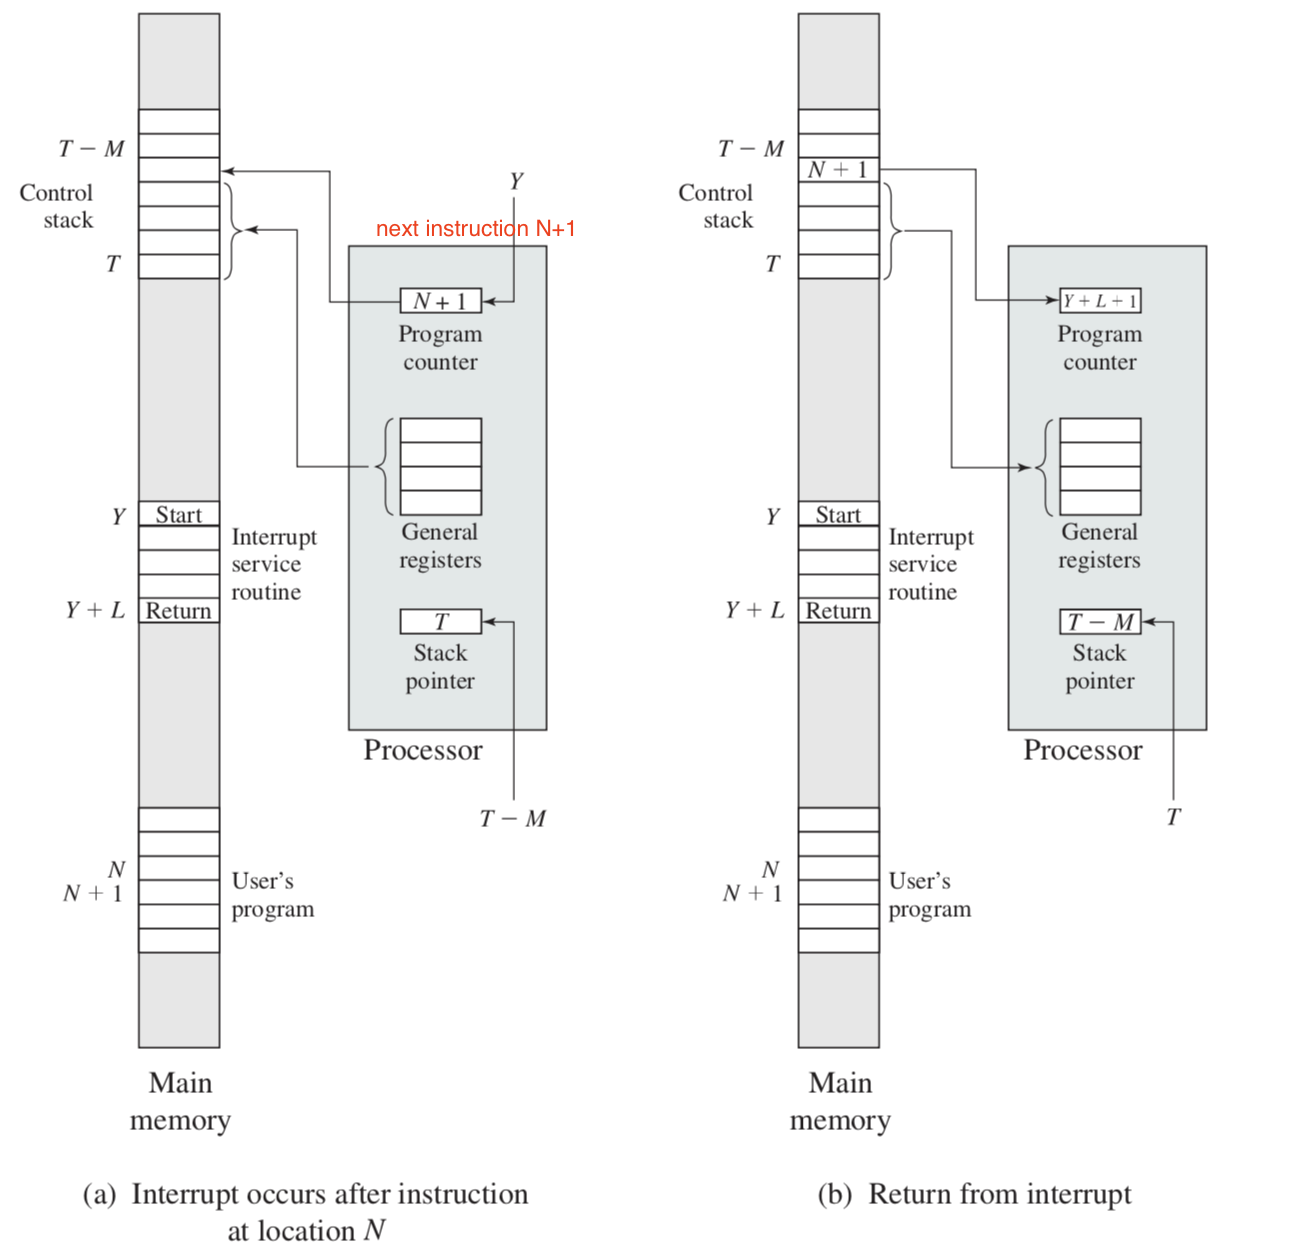 T − M
Control
stack
T
Y
next instruction N+1
N + 1
Program
counter
General
registers
Y
Start
Interrupt
service
routine
Y + L
Return
T
Stack
pointer
Processor
T − M
N
N + 1
User's
program
Main
memory
(a) Interrupt occurs after instruction
at location N
T − M
N + 1
Control
stack
T
Y + L + 1
Program
counter
General
registers
Y
Start
Interrupt
service
routine
Y + L
Return
T − M
Stack
pointer
Processor
T
N
N + 1
User's
program
Main
memory
(b) Return from interrupt